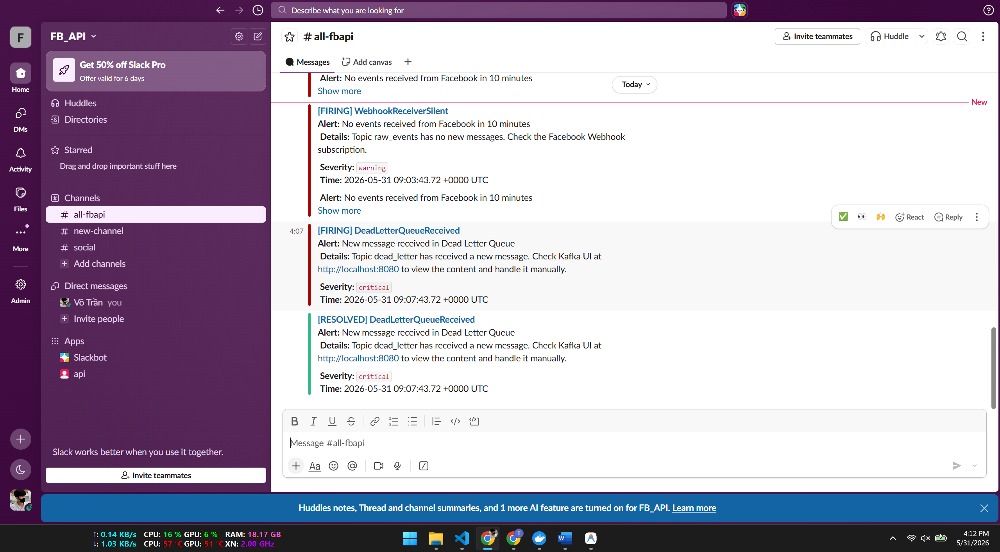 Describe what you are looking for
F
Home
DMs
Activity
Files
More
Admin
FB_API
Get 50% off Slack Pro
Offer valid for 6 days
Huddles
Directories
Starred
Drag and drop important stuff here
Channels
# all-fbapi
# new-channel
# social
Add channels
Direct messages
Võ Trần you
Invite people
Apps
Slackbot
api
Slack works better when you use it together.
Invite teammates
# all-fbapi
Invite teammates
Huddle
Messages
Add canvas
Alert: No events received from Facebook in 10 minutes
Show more
Today
New
[FIRING] WebhookReceiverSilent
Alert: No events received from Facebook in 10 minutes
Details: Topic raw_events has no new messages. Check the Facebook Webhook
subscription.
Severity: warning
Time: 2026-05-31 09:03:43.72 +0000 UTC
Alert: No events received from Facebook in 10 minutes
Show more
React
Reply
4:07
[FIRING] DeadLetterQueueReceived
Alert: New message received in Dead Letter Queue
Details: Topic dead_letter has received a new message. Check Kafka UI at
http://localhost:8080 to view the content and handle it manually.
Severity: critical
Time: 2026-05-31 09:07:43.72 +0000 UTC
[RESOLVED] DeadLetterQueueReceived
Alert: New message received in Dead Letter Queue
Details: Topic dead_letter has received a new message. Check Kafka UI at
http://localhost:8080 to view the content and handle it manually.
Severity: critical
Time: 2026-05-31 09:07:43.72 +0000 UTC
Message #all-fbapi
Aa
Huddles notes, Thread and channel summaries, and 1 more AI feature are turned on for FB_API. Learn more
↑: 0.14 KB/s CPU: 16 % GPU: 6 % RAM: 18.17 GB
↓: 1.03 KB/s CPU: 57 °C GPU: 51 °C XN: 2.00 GHz
T
W
4:12 PM
5/31/2026